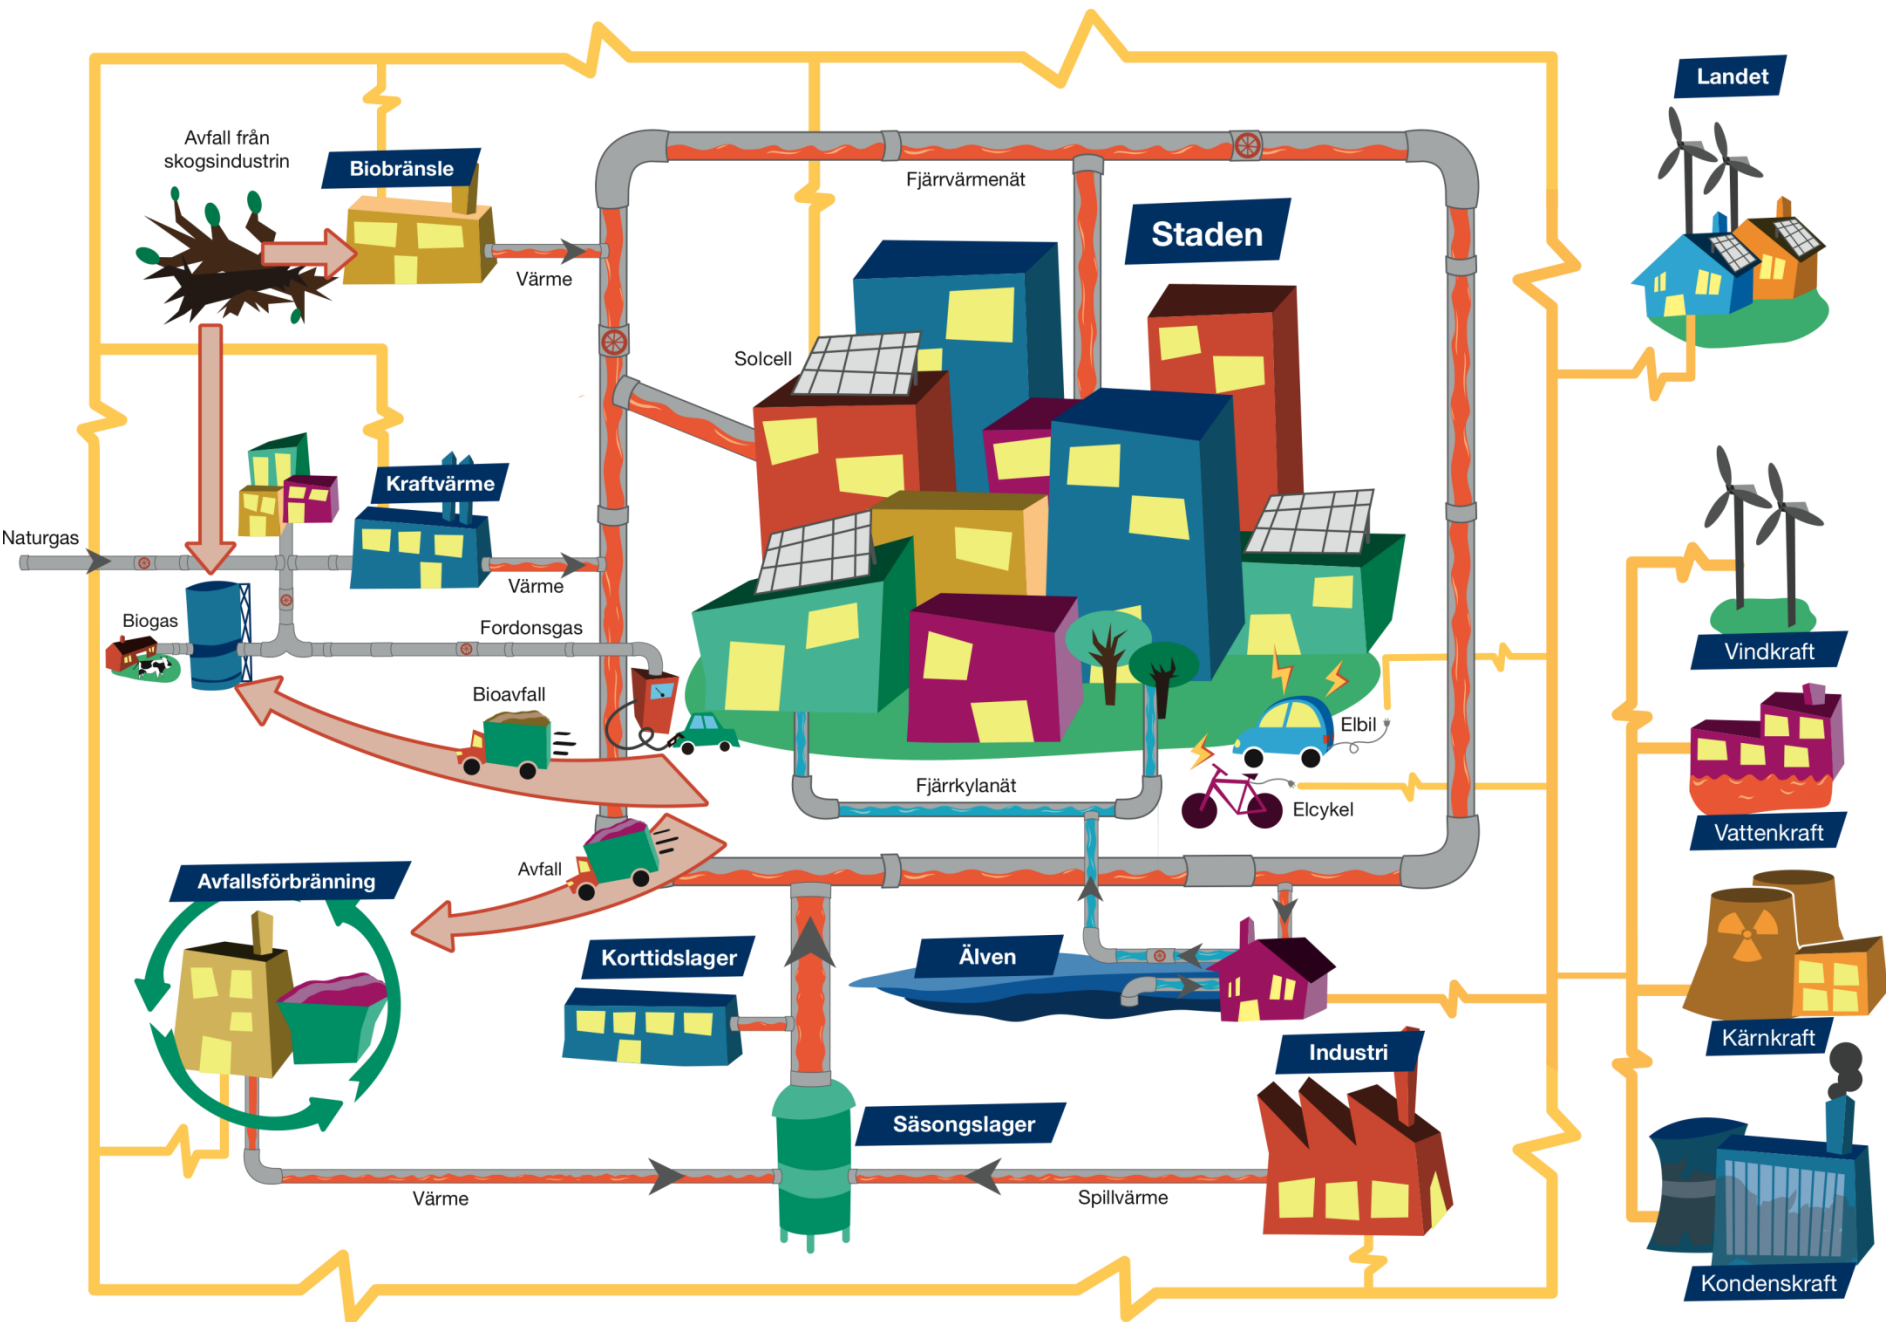 Landet
Avfall från
skogsindustrin
Biobränsle
Fjärrvärmenät
Staden
Värme
Solcell
Kraftvärme
Naturgas
Värme
Biogas
Fordonsgas
Vindkraft
Bioavfall
Elbil
Fjärrkylanät
Elcykel
Vattenkraft
Avfall
Avfallsförbränning
Korttidslager
Älven
Kärnkraft
Industri
Säsongslager
Värme
Spillvärme
Kondenskraft